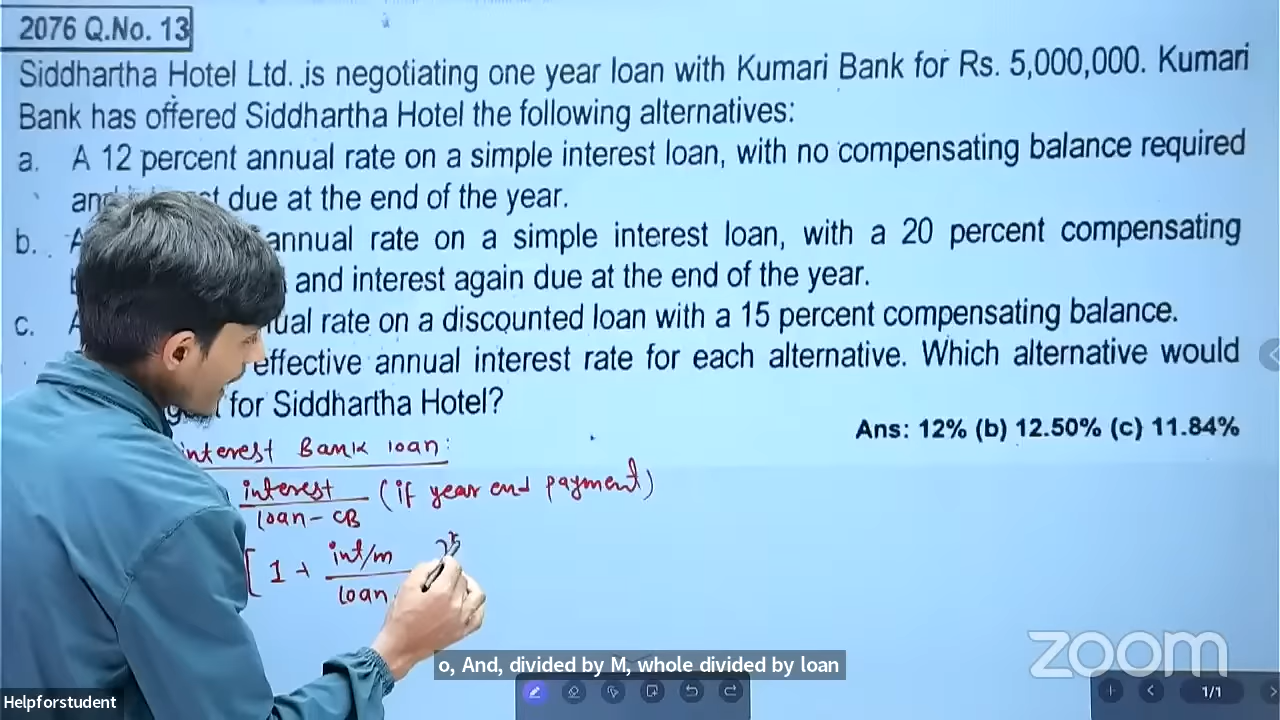 2076 Q.No. 13
Siddhartha Hotel Ltd. is negotiating one year loan with Kumari Bank for Rs. 5,000,000. Kumari
Bank has offered Siddhartha Hotel the following alternatives:
a. A 12 percent annual rate on a simple interest loan, with no compensating balance required
due at the end of the year.
b. annual rate on a simple interest loan, with a 20 percent compensating
and interest again due at the end of the year.
c. rate on a discounted loan with a 15 percent compensating balance.
effective annual interest rate for each alternative. Which alternative would
for Siddhartha Hotel?
Ans: 12% (b) 12.50% (c) 11.84%
interest Bank loan:
interest (if year end payment)
loan - CB
[ 1 + int/m
loan
o, And, divided by M, whole divided by loan
zoom
Helpforstudent
1/1